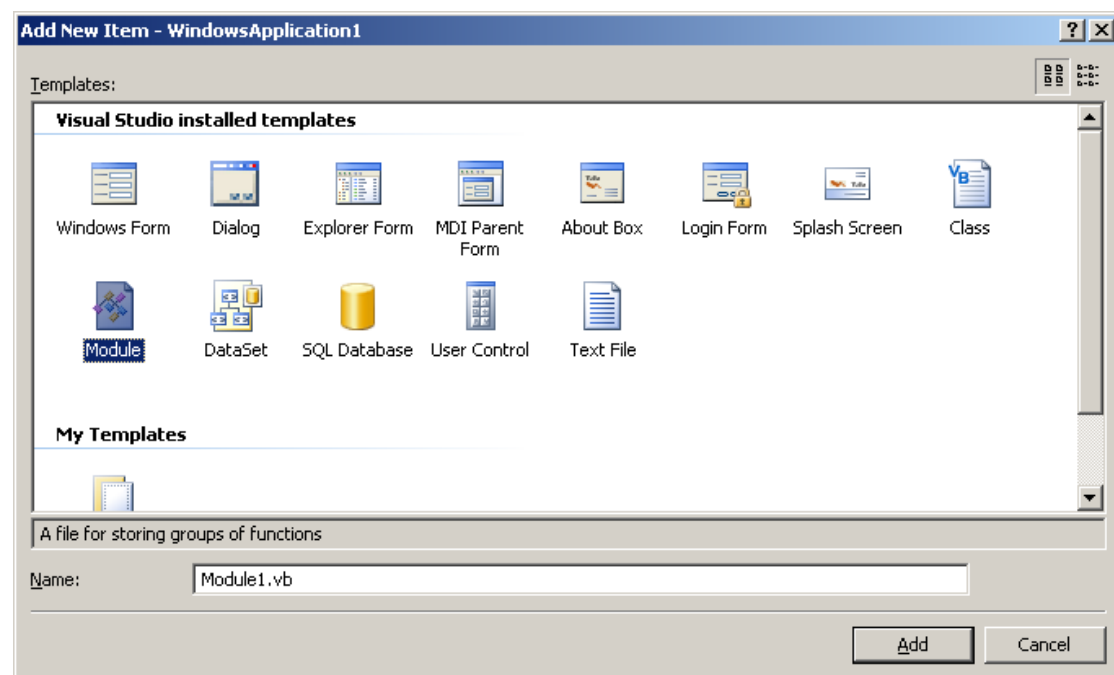 Add New Item - WindowsApplication1
Templates:
Visual Studio installed templates
Windows Form Dialog Explorer Form MDI Parent Form About Box Login Form Splash Screen Class
Module DataSet SQL Database User Control Text File
My Templates
A file for storing groups of functions
Name: Module1.vb
Add Cancel